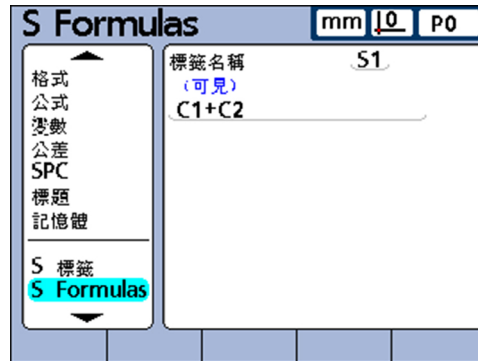 S Formulas
mm 0 P0
格式
公式
變數
公差
SPC
標題
記憶體
S 標籤
S Formulas
標籤名稱 S1
(可見)
C1+C2